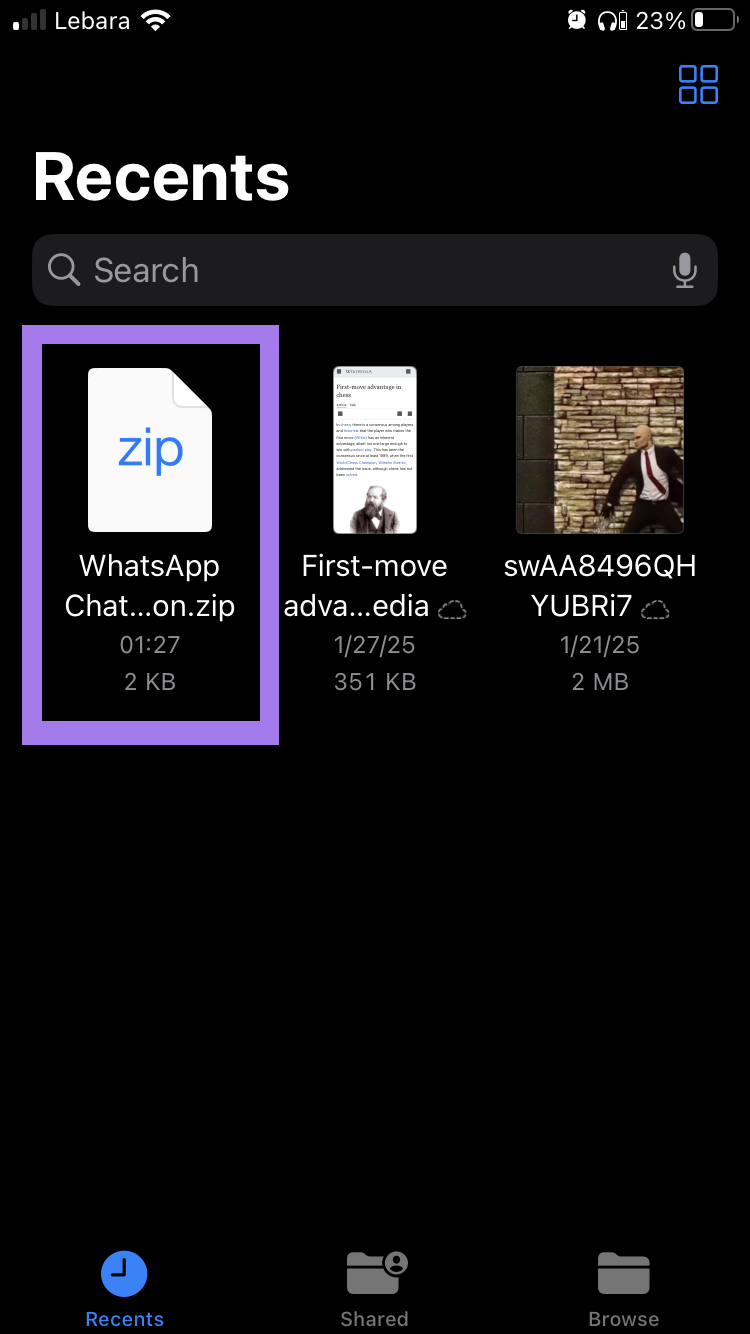 Lebara 23%
Recents
Search
zip
WhatsApp
Chat...on.zip
01:27
2 KB
WIKIPEDIA
First-move advantage in
chess
First-move
adva...edia
1/27/25
351 KB
swAA8496QH
YUBRi7
1/21/25
2 MB
Recents
Shared
Browse